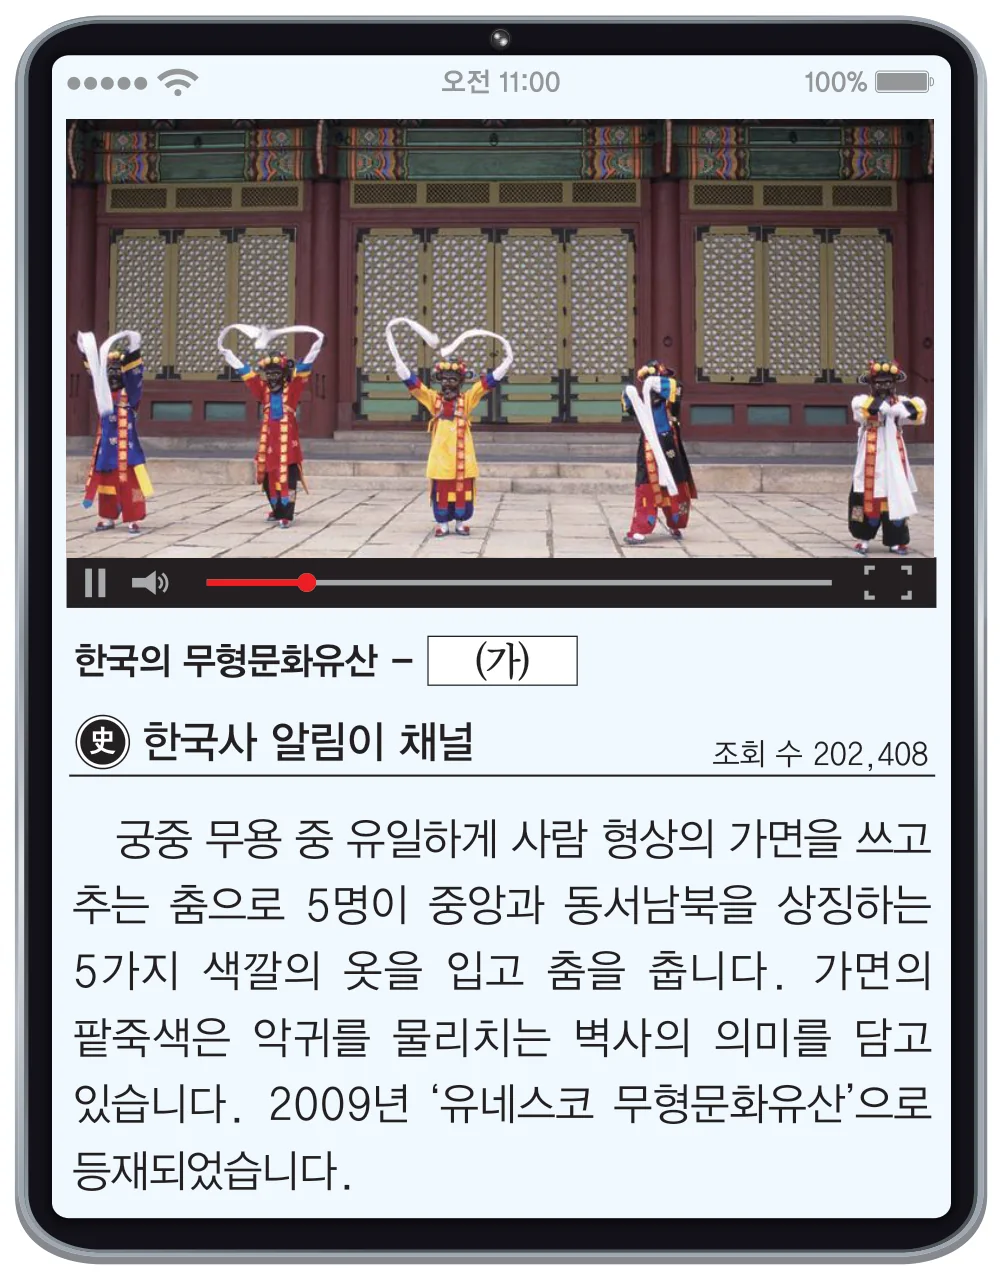 오전 11:00
100%
한국의 무형문화유산 – (가)
史 한국사 알림이 채널
조회 수 202,408
궁중 무용 중 유일하게 사람 형상의 가면을 쓰고
추는 춤으로 5명이 중앙과 동서남북을 상징하는
5가지 색깔의 옷을 입고 춤을 춥니다. 가면의
팥죽색은 악귀를 물리치는 벽사의 의미를 담고
있습니다. 2009년 ‘유네스코 무형문화유산’으로
등재되었습니다.